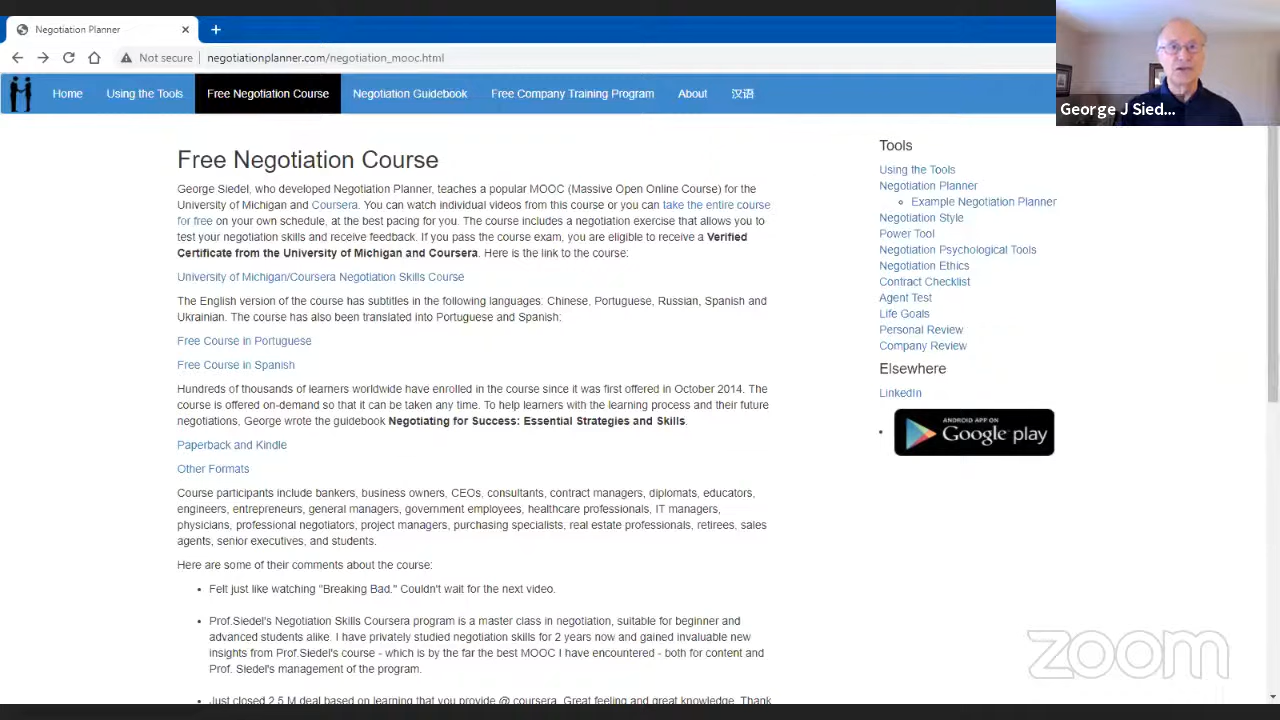 Negotiation Planner
Not secure
negotiationplanner.com/negotiation_mooc.html
George J Sied...
Home
Using the Tools
Free Negotiation Course
Negotiation Guidebook
Free Company Training Program
About
汉语
Free Negotiation Course
George Siedel, who developed Negotiation Planner, teaches a popular MOOC (Massive Open Online Course) for the
University of Michigan and Coursera. You can watch individual videos from this course or you can take the entire course
for free on your own schedule, at the best pacing for you. The course includes a negotiation exercise that allows you to
test your negotiation skills and receive feedback. If you pass the course exam, you are eligible to receive a Verified
Certificate from the University of Michigan and Coursera. Here is the link to the course:
University of Michigan/Coursera Negotiation Skills Course
The English version of the course has subtitles in the following languages: Chinese, Portuguese, Russian, Spanish and
Ukrainian. The course has also been translated into Portuguese and Spanish:
Free Course in Portuguese
Free Course in Spanish
Hundreds of thousands of learners worldwide have enrolled in the course since it was first offered in October 2014. The
course is offered on-demand so that it can be taken any time. To help learners with the learning process and their future
negotiations, George wrote the guidebook Negotiating for Success: Essential Strategies and Skills.
Paperback and Kindle
Other Formats
Course participants include bankers, business owners, CEOs, consultants, contract managers, diplomats, educators,
engineers, entrepreneurs, general managers, government employees, healthcare professionals, IT managers,
physicians, professional negotiators, project managers, purchasing specialists, real estate professionals, retirees, sales
agents, senior executives, and students.
Here are some of their comments about the course:
Felt just like watching "Breaking Bad." Couldn't wait for the next video.
Prof.Siedel's Negotiation Skills Coursera program is a master class in negotiation, suitable for beginner and
advanced students alike. I have privately studied negotiation skills for 2 years now and gained invaluable new
insights from Prof.Siedel's course - which is by the far the best MOOC I have encountered - both for content and
Prof. Siedel's management of the program.
Just closed 2.5 M deal based on learning that you provide @ coursera. Great feeling and great knowledge. Thank
Tools
Using the Tools
Negotiation Planner
Example Negotiation Planner
Negotiation Style
Power Tool
Negotiation Psychological Tools
Negotiation Ethics
Contract Checklist
Agent Test
Life Goals
Personal Review
Company Review
Elsewhere
LinkedIn
ANDROID APP ON
Google play
zoom